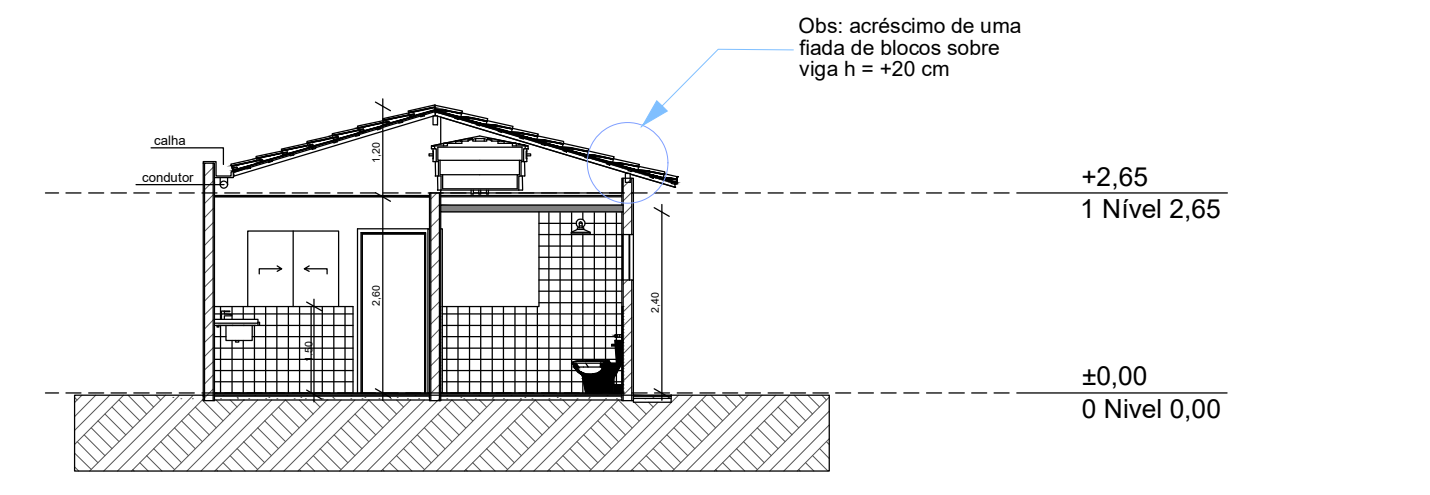 Obs: acréscimo de uma
fiada de blocos sobre
viga h = +20 cm
calha
1,20
condutor
+2,65
1 Nível 2,65
2,60
2,40
1,50
±0,00
0 Nivel 0,00